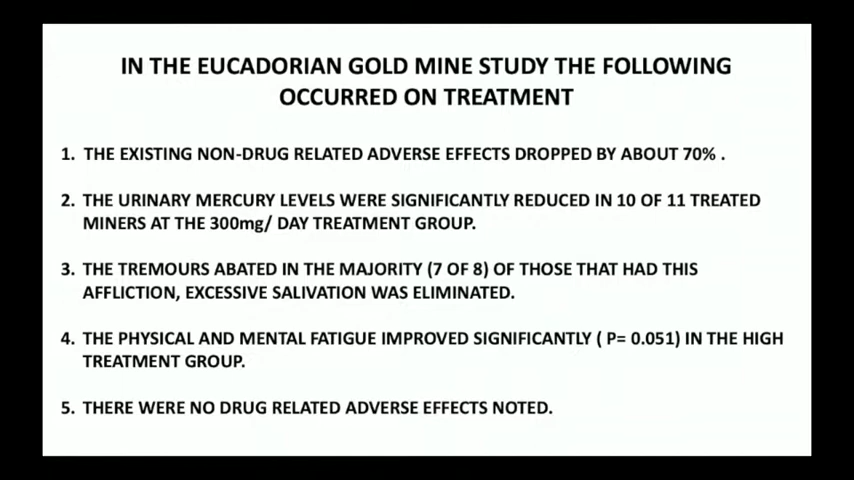 IN THE EUCADORIAN GOLD MINE STUDY THE FOLLOWING
OCCURRED ON TREATMENT
1. THE EXISTING NON-DRUG RELATED ADVERSE EFFECTS DROPPED BY ABOUT 70% .
2. THE URINARY MERCURY LEVELS WERE SIGNIFICANTLY REDUCED IN 10 OF 11 TREATED
MINERS AT THE 300mg/ DAY TREATMENT GROUP.
3. THE TREMOURS ABATED IN THE MAJORITY (7 OF 8) OF THOSE THAT HAD THIS
AFFLICTION, EXCESSIVE SALIVATION WAS ELIMINATED.
4. THE PHYSICAL AND MENTAL FATIGUE IMPROVED SIGNIFICANTLY ( P= 0.051) IN THE HIGH
TREATMENT GROUP.
5. THERE WERE NO DRUG RELATED ADVERSE EFFECTS NOTED.